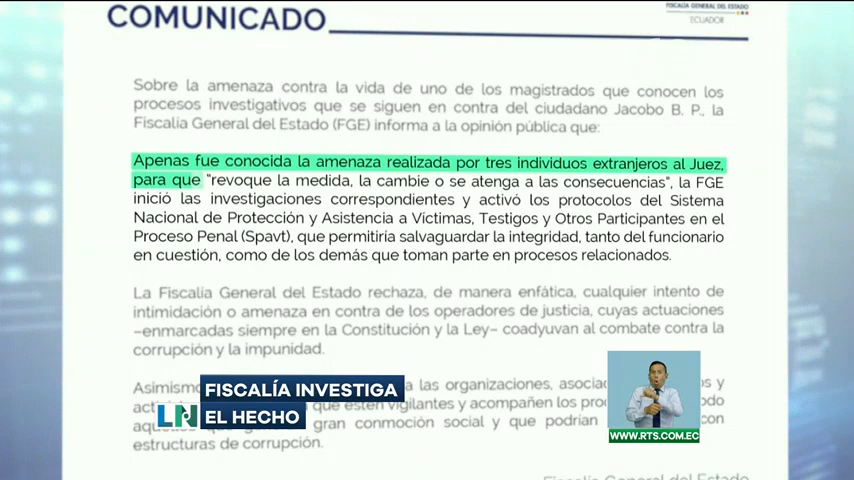 COMUNICADO
FISCALÍA GENERAL DEL ESTADO
ECUADOR
Sobre la amenaza contra la vida de uno de los magistrados que conocen los
procesos investigativos que se siguen en contra del ciudadano Jacobo B. P., la
Fiscalía General del Estado (FGE) informa a la opinión pública que:
Apenas fue conocida la amenaza realizada por tres individuos extranjeros al Juez,
para que "revoque la medida, la cambie o se atenga a las consecuencias", la FGE
inició las investigaciones correspondientes y activó los protocolos del Sistema
Nacional de Protección y Asistencia a Víctimas, Testigos y Otros Participantes en el
Proceso Penal (Spavt), que permitiría salvaguardar la integridad, tanto del funcionario
en cuestión, como de los demás que toman parte en procesos relacionados.
La Fiscalía General del Estado rechaza, de manera enfática, cualquier intento de
intimidación o amenaza en contra de los operadores de justicia, cuyas actuaciones
–enmarcadas siempre en la Constitución y la Ley– coadyuvan al combate contra la
corrupción y la impunidad.
Asimismo a las organizaciones, y
que estén vigilantes y acompañen los
gran conmoción social y que podrían con
estructuras de corrupción.
Fiscalía General del Estado
FISCALÍA INVESTIGA
LR EL HECHO
WWW.RTS.COM.EC